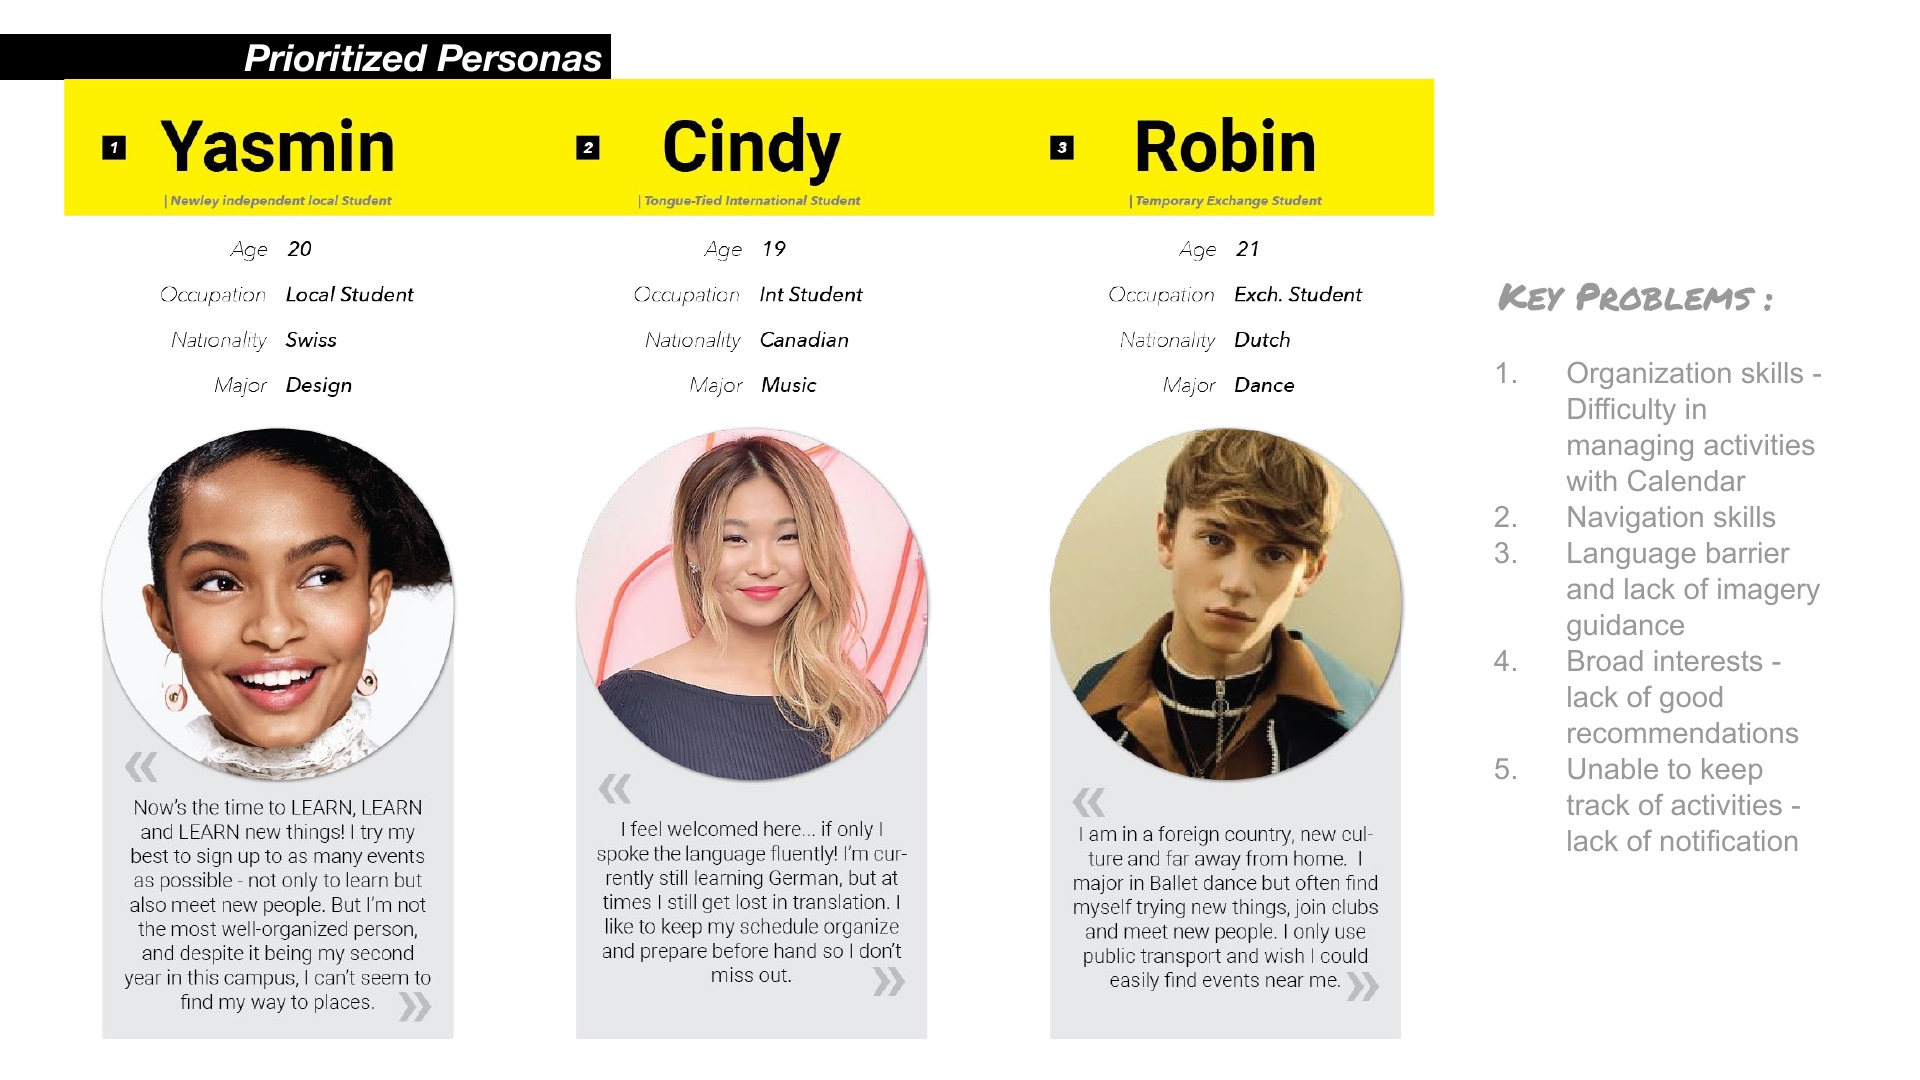 Prioritized Personas
1 Yasmin
| Newley independent local Student
Age 20
Occupation Local Student
Nationality Swiss
Major Design
«
Now's the time to LEARN, LEARN
and LEARN new things! I try my
best to sign up to as many events
as possible - not only to learn but
also meet new people. But I'm not
the most well-organized person,
and despite it being my second
year in this campus, I can't seem to
find my way to places. »
2 Cindy
| Tongue-Tied International Student
Age 19
Occupation Int Student
Nationality Canadian
Major Music
«
I feel welcomed here... if only I
spoke the language fluently! I'm cur-
rently still learning German, but at
times I still get lost in translation. I
like to keep my schedule organize
and prepare before hand so I don't
miss out. »
3 Robin
| Temporary Exchange Student
Age 21
Occupation Exch. Student
Nationality Dutch
Major Dance
«
I am in a foreign country, new cul-
ture and far away from home. I
major in Ballet dance but often find
myself trying new things, join clubs
and meet new people. I only use
public transport and wish I could
easily find events near me. »
Key Problems :
1. Organization skills -
Difficulty in
managing activities
with Calendar
2. Navigation skills
3. Language barrier
and lack of imagery
guidance
4. Broad interests -
lack of good
recommendations
5. Unable to keep
track of activities -
lack of notification